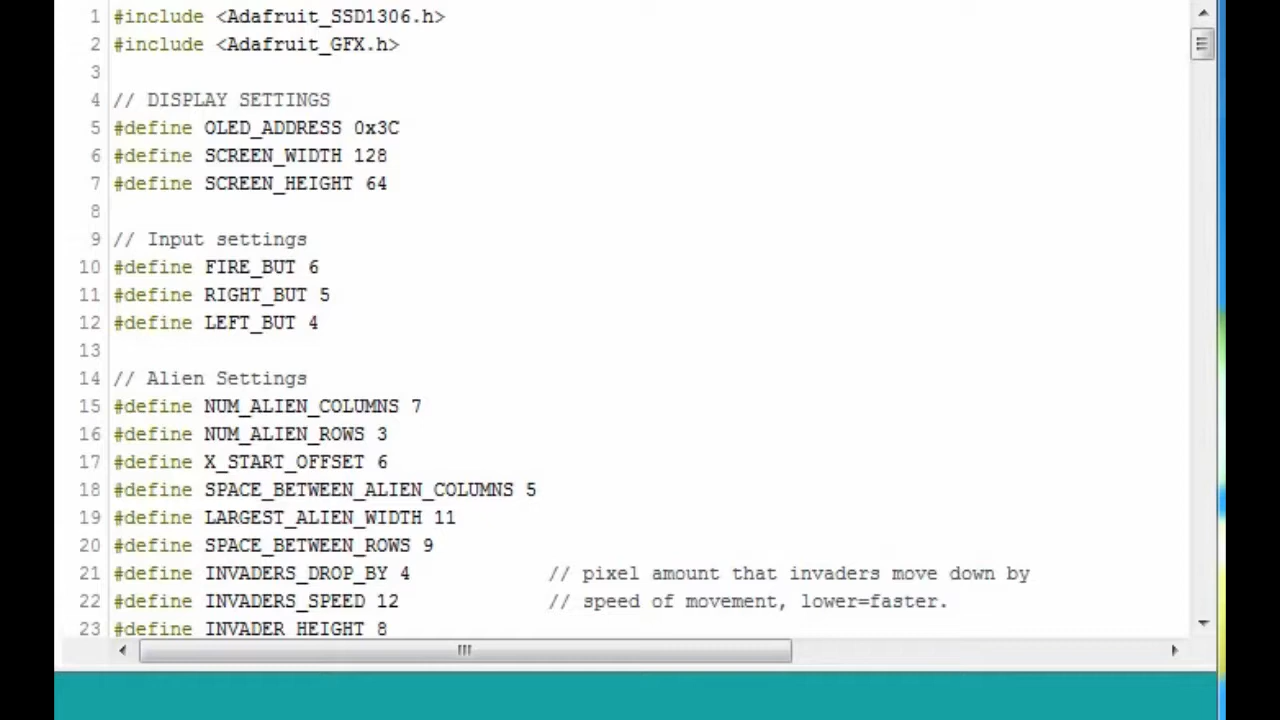 1 #include <Adafruit_SSD1306.h>
2 #include <Adafruit_GFX.h>
3
4 // DISPLAY SETTINGS
5 #define OLED_ADDRESS 0x3C
6 #define SCREEN_WIDTH 128
7 #define SCREEN_HEIGHT 64
8
9 // Input settings
10 #define FIRE_BUT 6
11 #define RIGHT_BUT 5
12 #define LEFT_BUT 4
13
14 // Alien Settings
15 #define NUM_ALIEN_COLUMNS 7
16 #define NUM_ALIEN_ROWS 3
17 #define X_START_OFFSET 6
18 #define SPACE_BETWEEN_ALIEN_COLUMNS 5
19 #define LARGEST_ALIEN_WIDTH 11
20 #define SPACE_BETWEEN_ROWS 9
21 #define INVADERS_DROP_BY 4 // pixel amount that invaders move down by
22 #define INVADERS_SPEED 12 // speed of movement, lower=faster.
23 #define INVADER_HEIGHT 8